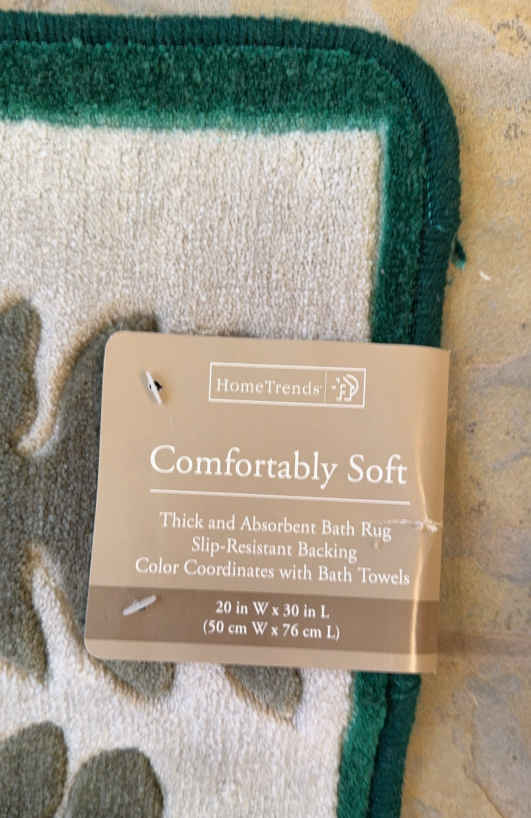 HomeTrends
Comfortably Soft
Thick and Absorbent Bath Rug
Slip-Resistant Backing
Color Coordinates with Bath Towels
20 in W x 30 in L
(50 cm W x 76 cm L)